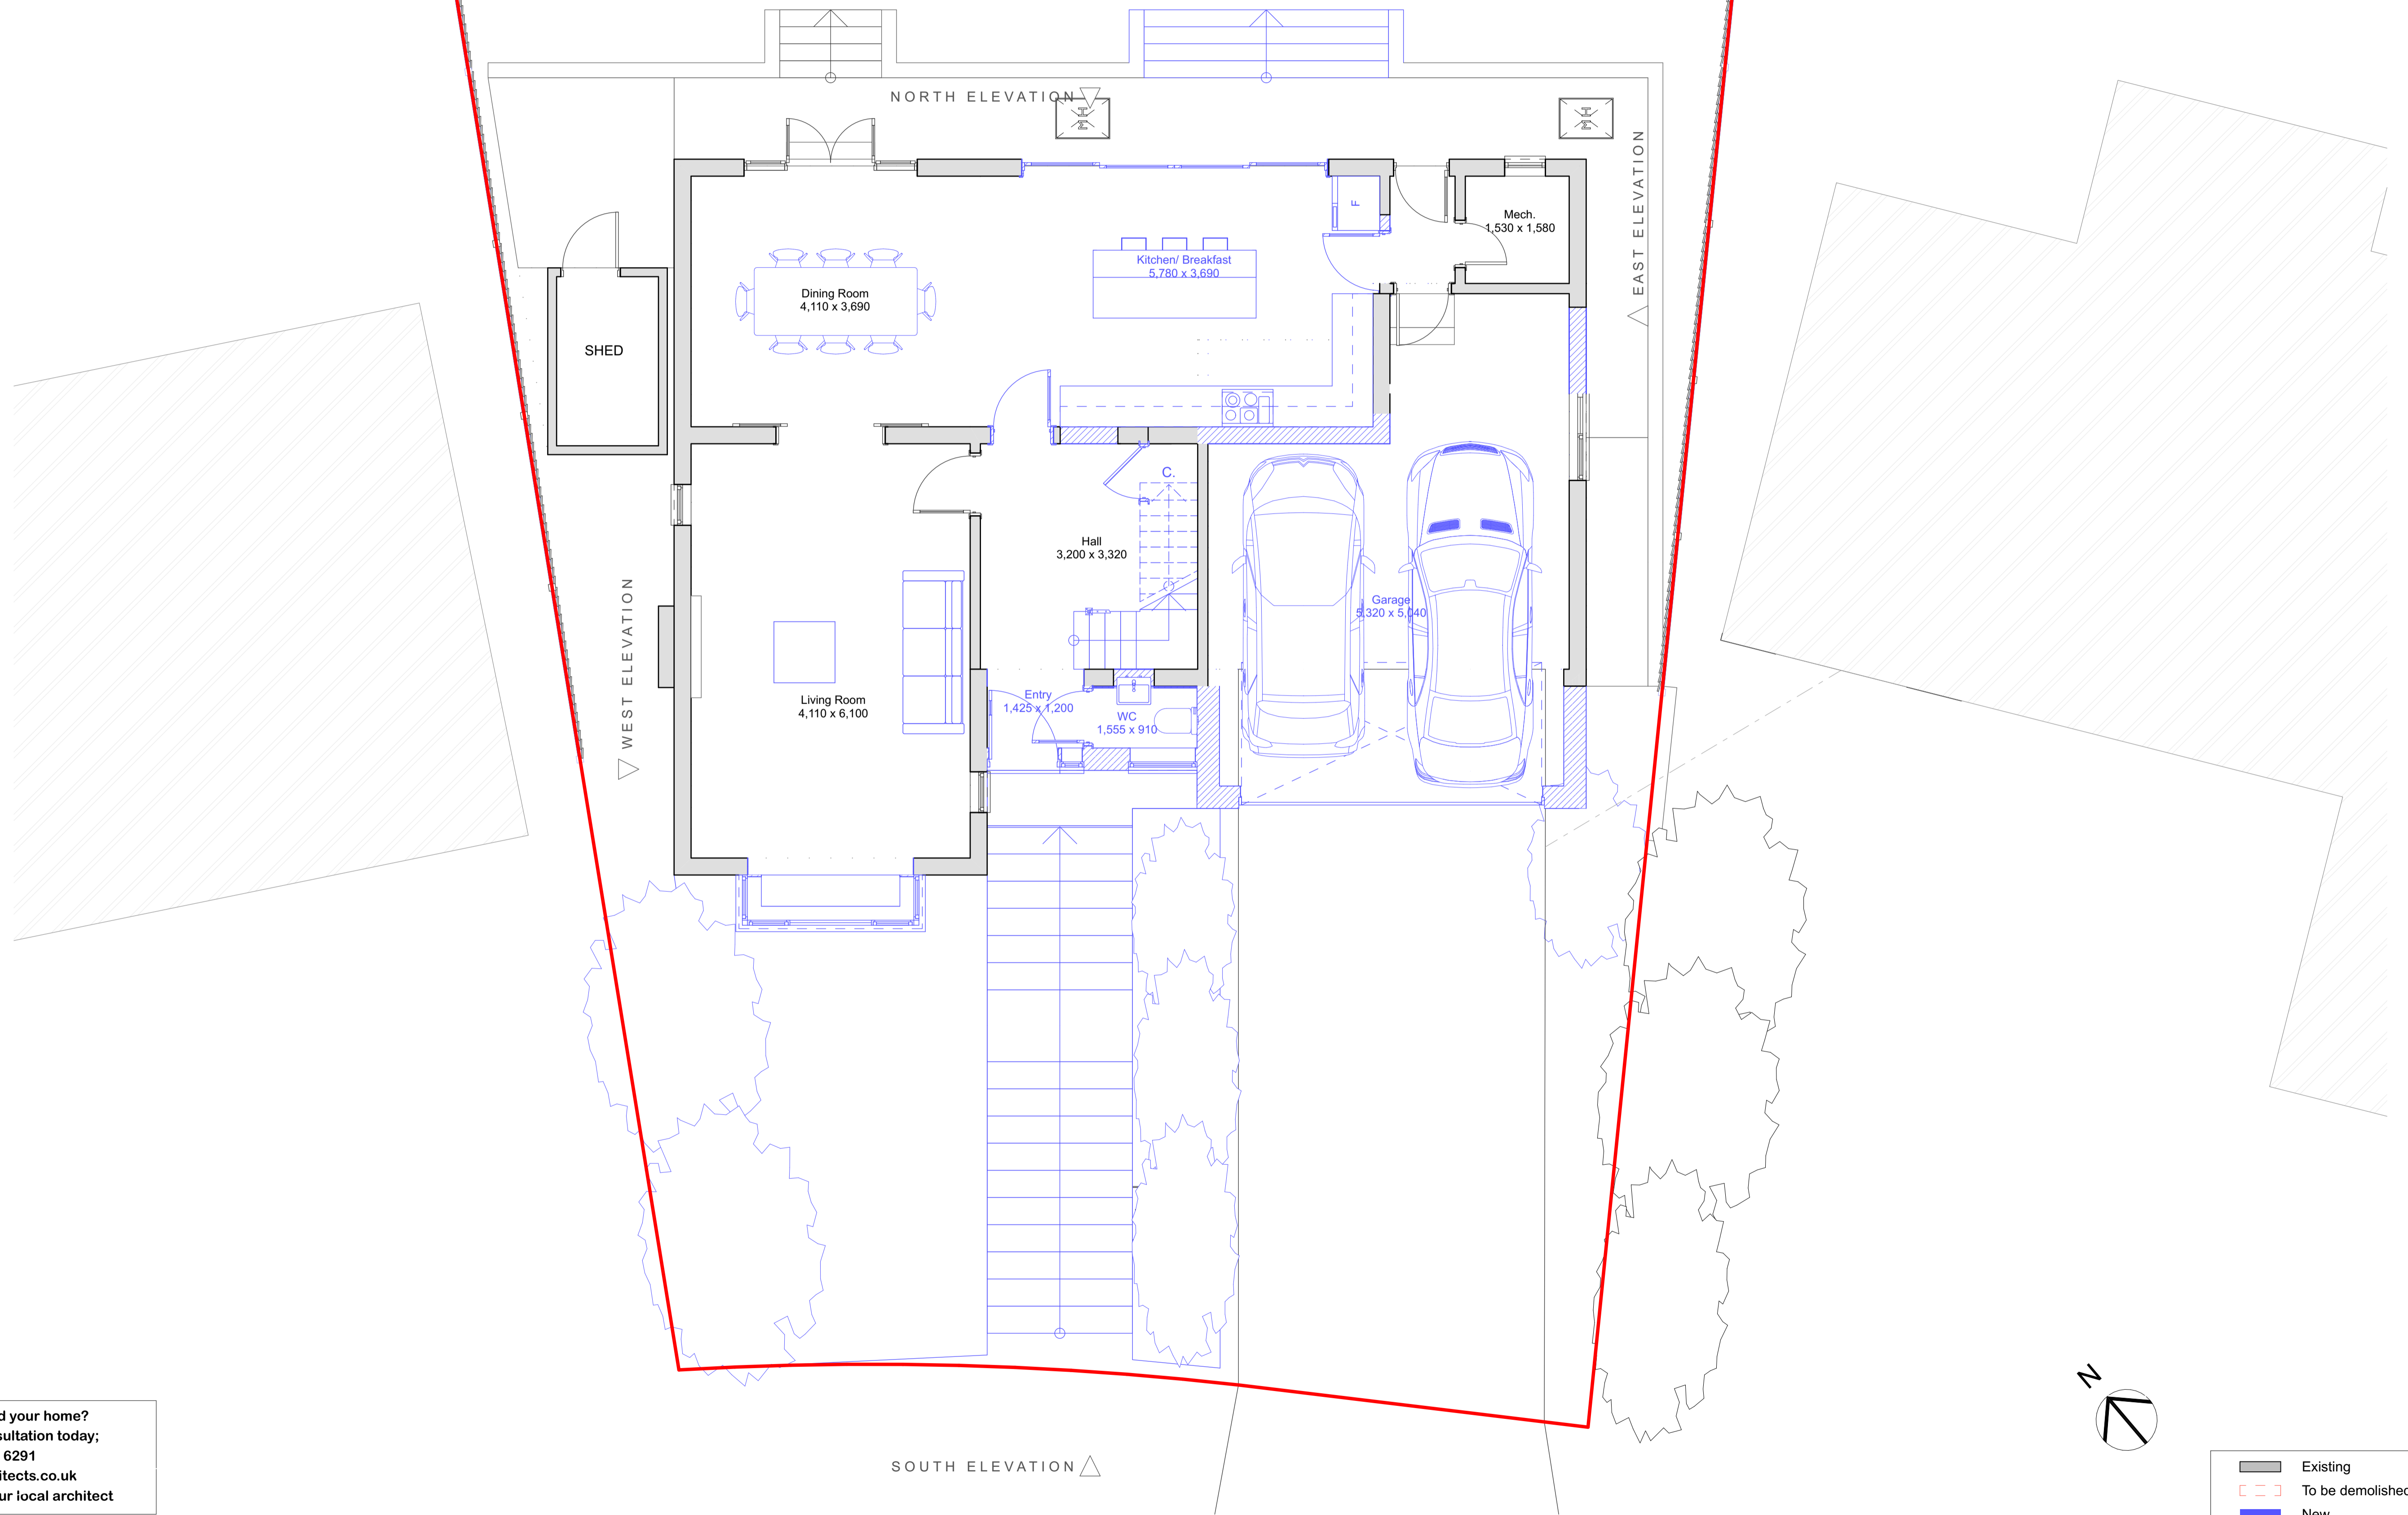 NORTH ELEVATION
EAST ELEVATION
F
Mech.
1,530 x 1,580
Kitchen/ Breakfast
5,780 x 3,690
Dining Room
4,110 x 3,690
SHED
C.
Hall
3,200 x 3,320
Garage
5,320 x 5,040
WEST ELEVATION
Entry
1,425 x 1,200
Living Room
4,110 x 6,100
WC
1,555 x 910
N
d your home?
sultation today;
6291
itects.co.uk
ur local architect
SOUTH ELEVATION
Existing
To be demolished
New